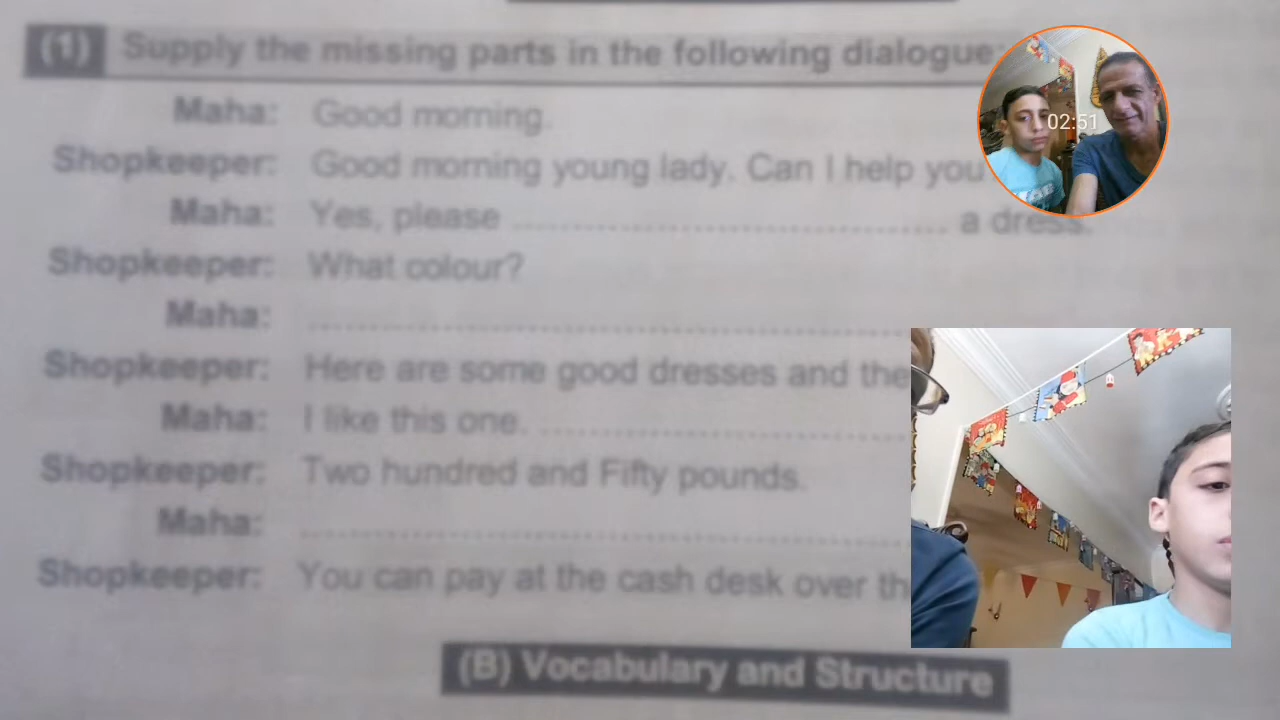 (1) Supply the missing parts in the following dialogue:
Maha: Good morning.
Shopkeeper: Good morning young lady. Can I help you
Maha: Yes, please ........................................ a dress.
Shopkeeper: What colour?
Maha: ........................................................
Shopkeeper: Here are some good dresses and the
Maha: I like this one. ..................................
Shopkeeper: Two hundred and Fifty pounds.
Maha: ........................................................
Shopkeeper: You can pay at the cash desk over th
(B) Vocabulary and Structure
02:51